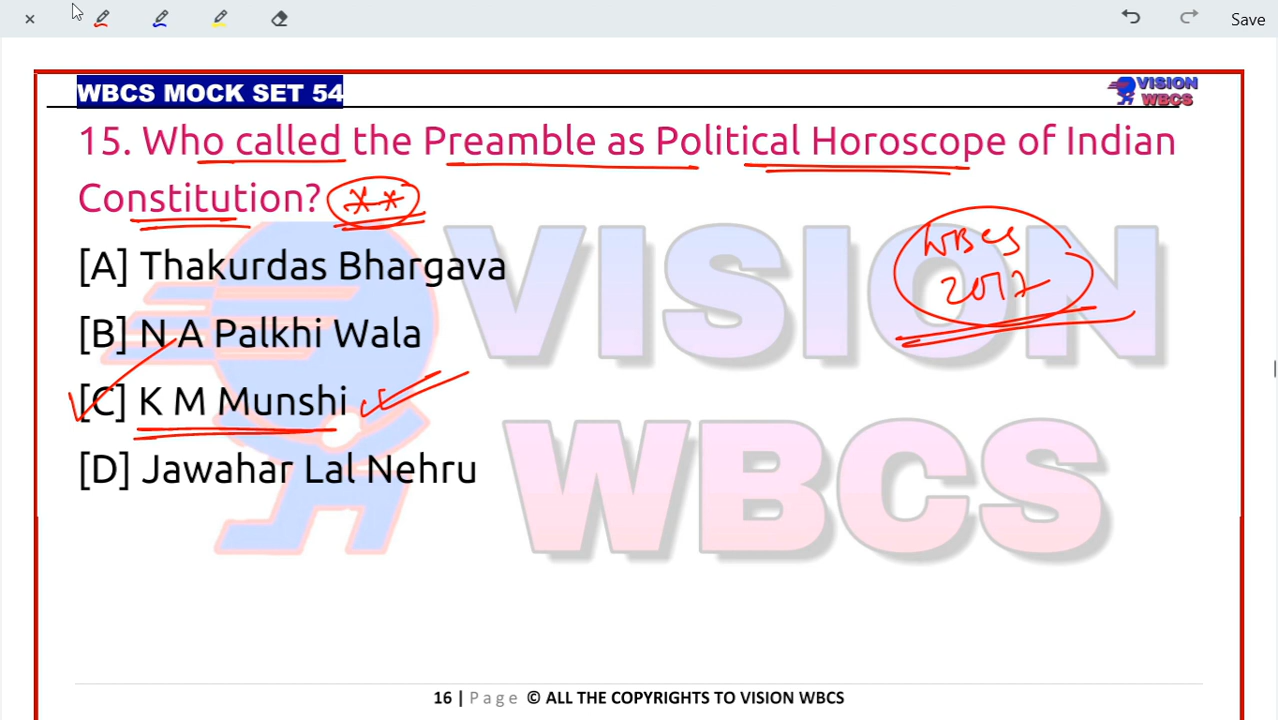 Save
WBCS MOCK SET 54
VISION
WBCS
15. Who called the Preamble as Political Horoscope of Indian
Constitution? **
[A] Thakurdas Bhargava
WBCS
2017
[B] N A Palkhi Wala
[C] K M Munshi
[D] Jawahar Lal Nehru
VISION
WBCS
16 | Page © ALL THE COPYRIGHTS TO VISION WBCS